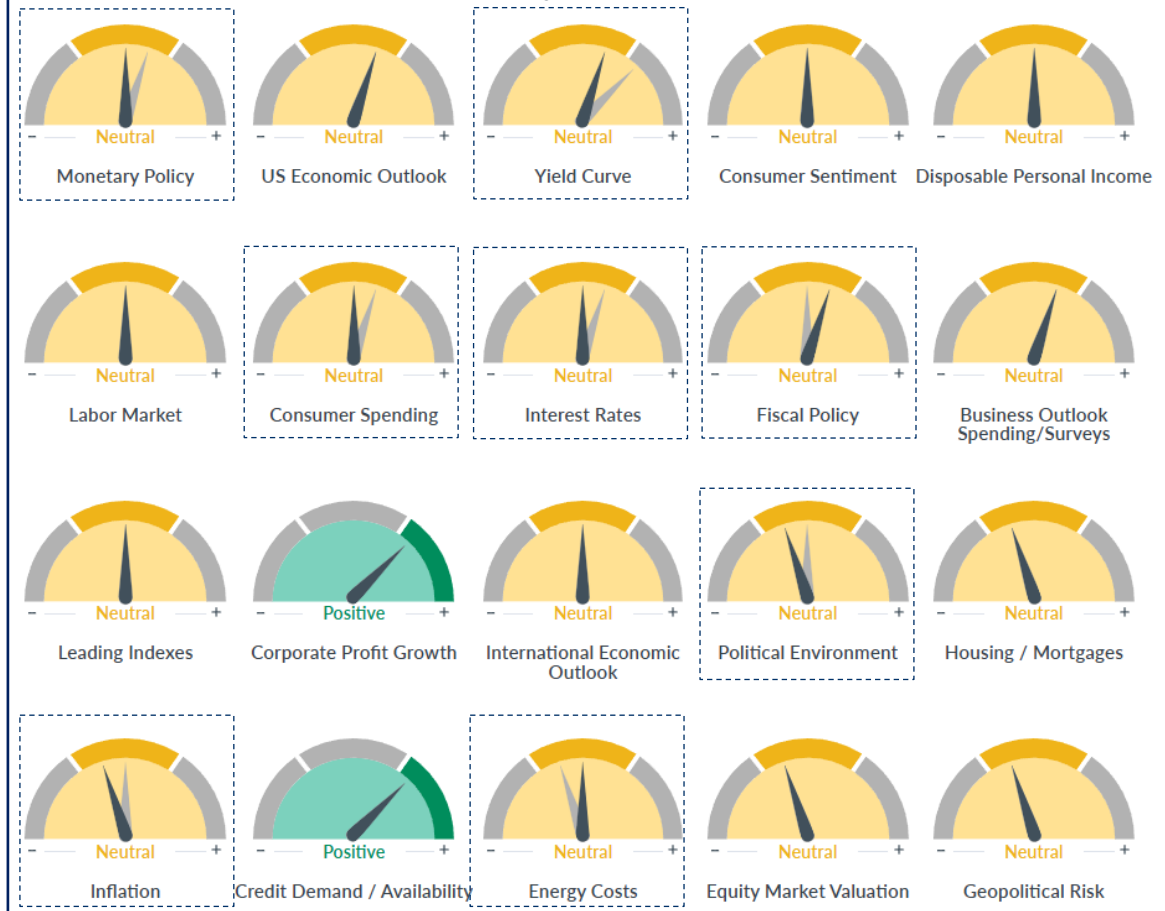 - Neutral +
- Neutral +
- Neutral +
- Neutral +
- Neutral +
Monetary Policy
US Economic Outlook
Yield Curve
Consumer Sentiment
Disposable Personal Income
- Neutral +
- Neutral +
- Neutral +
- Neutral +
- Neutral +
Labor Market
Consumer Spending
Interest Rates
Fiscal Policy
Business Outlook
Spending/Surveys
- Neutral +
- Positive +
- Neutral +
- Neutral +
- Neutral +
Leading Indexes
Corporate Profit Growth
International Economic
Outlook
Political Environment
Housing / Mortgages
- Neutral +
- Positive +
- Neutral +
- Neutral +
- Neutral +
Inflation
Credit Demand / Availability
Energy Costs
Equity Market Valuation
Geopolitical Risk